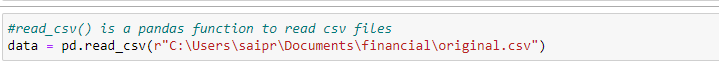 #read_csv() is a pandas function to read csv files
data = pd.read_csv(r"C:\Users\saipr\Documents\financial\original.csv")